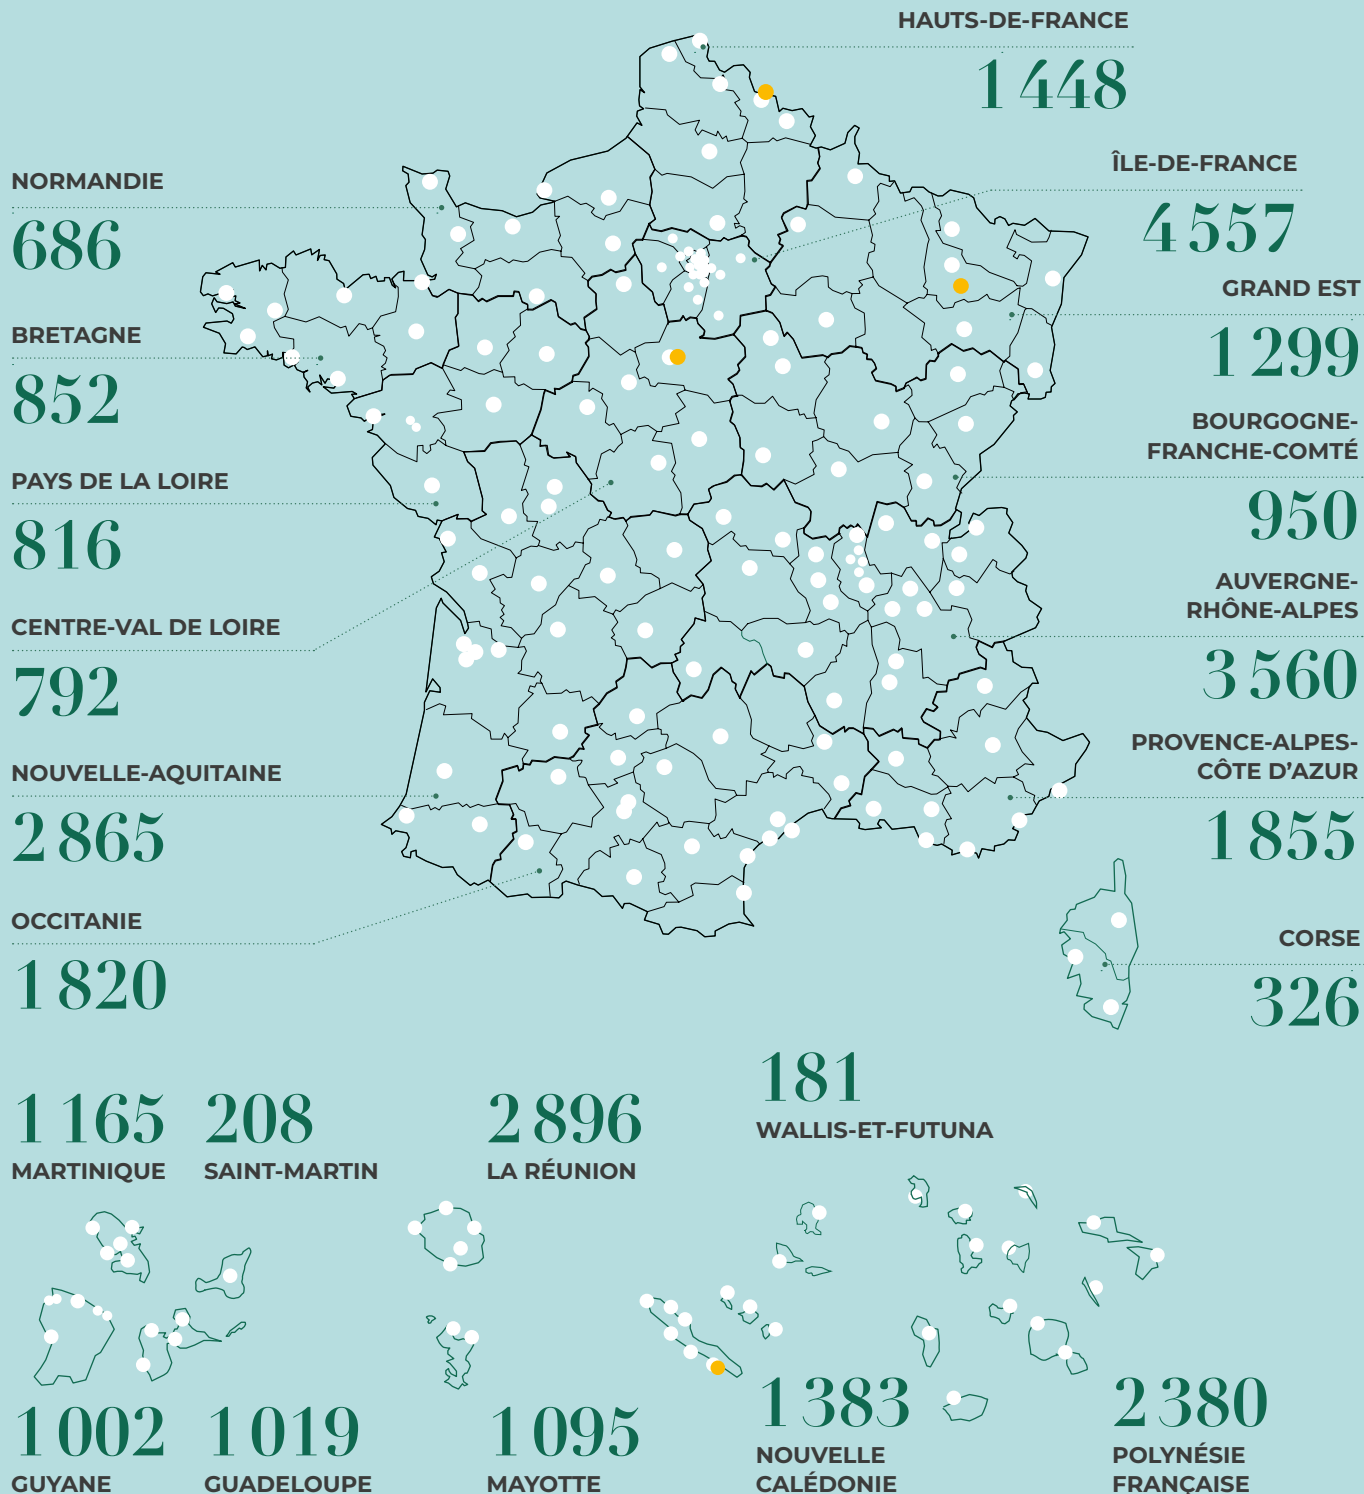 HAUTS-DE-FRANCE
1 448
NORMANDIE
686
ÎLE-DE-FRANCE
4 557
GRAND EST
1 299
BRETAGNE
852
BOURGOGNE-
FRANCHE-COMTÉ
950
PAYS DE LA LOIRE
816
AUVERGNE-
RHÔNE-ALPES
3 560
CENTRE-VAL DE LOIRE
792
PROVENCE-ALPES-
CÔTE D'AZUR
1 855
NOUVELLE-AQUITAINE
2 865
OCCITANIE
1 820
CORSE
326
1 165
MARTINIQUE
208
SAINT-MARTIN
2 896
LA RÉUNION
181
WALLIS-ET-FUTUNA
1 002
GUYANE
1 019
GUADELOUPE
1 095
MAYOTTE
1 383
NOUVELLE
CALÉDONIE
2 380
POLYNÉSIE
FRANÇAISE